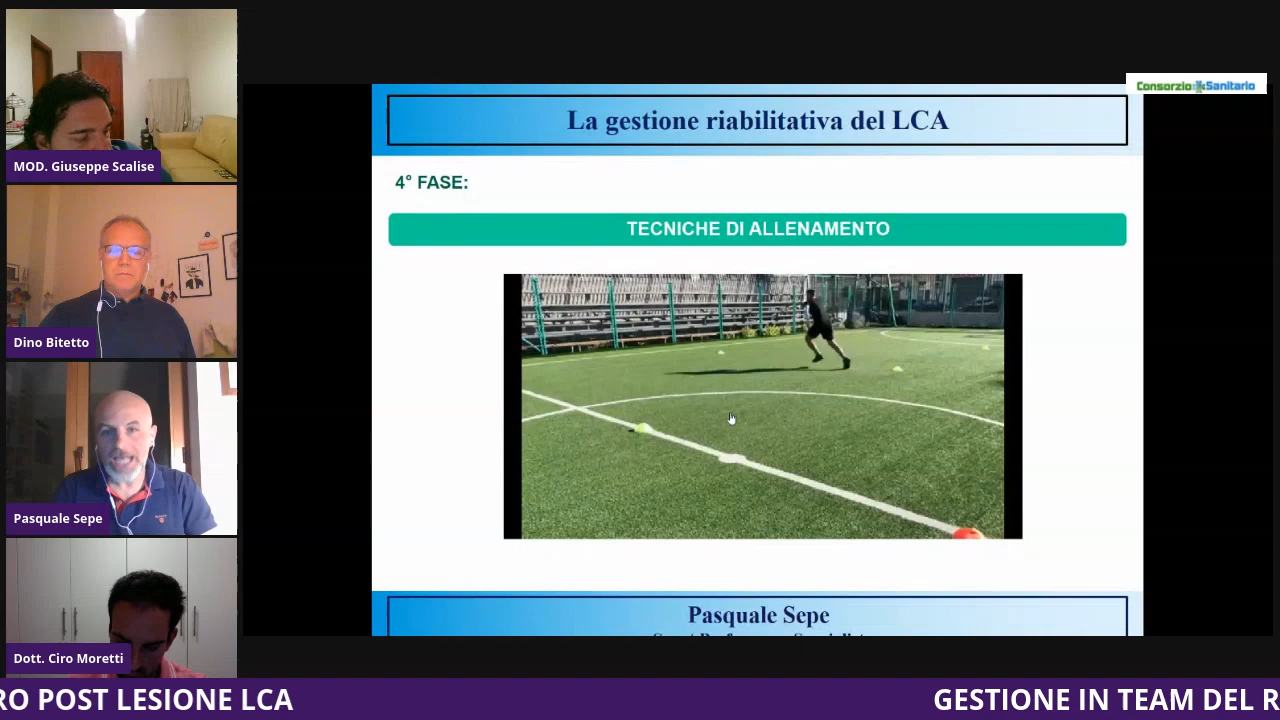 MOD. Giuseppe Scalise
Dino Bitetto
Pasquale Sepe
Dott. Ciro Moretti
Consorzio Sanitario
La gestione riabilitativa del LCA
4° FASE:
TECNICHE DI ALLENAMENTO
Pasquale Sepe
RO POST LESIONE LCA
GESTIONE IN TEAM DEL R